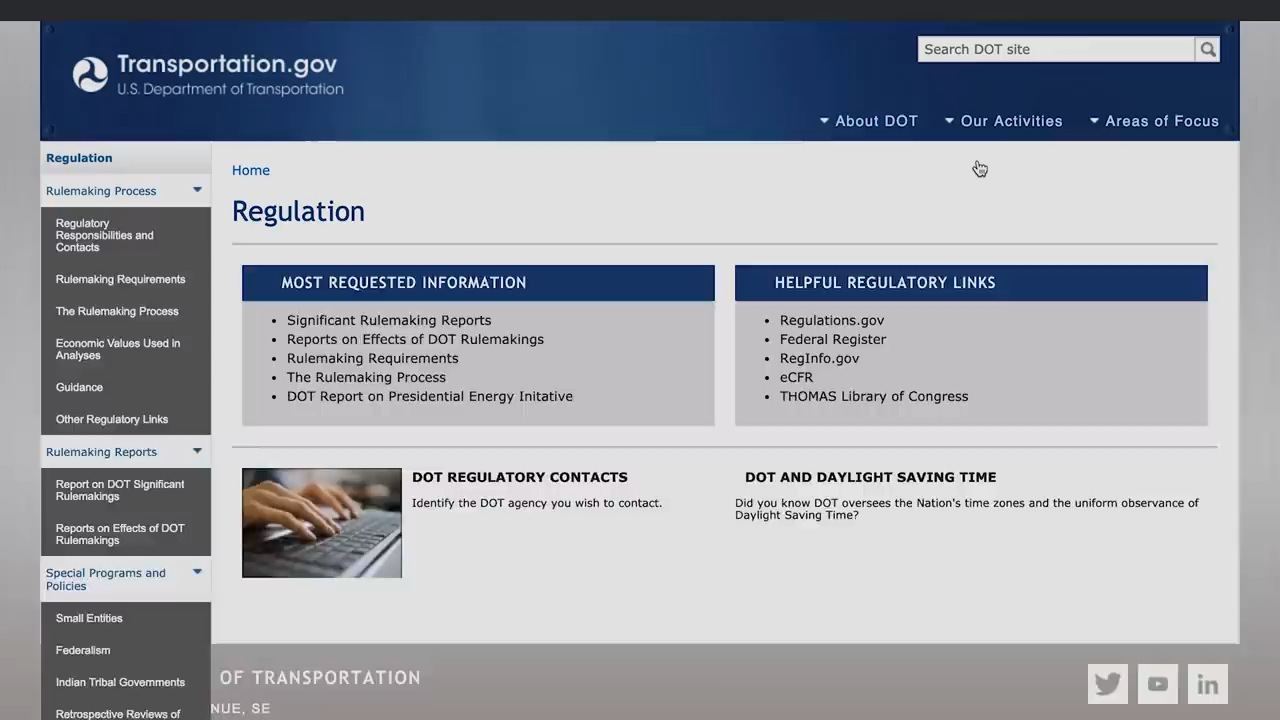 Transportation.gov
U.S. Department of Transportation
Search DOT site
About DOT
Our Activities
Areas of Focus
Regulation
Rulemaking Process
Regulatory
Responsibilities and
Contacts
Rulemaking Requirements
The Rulemaking Process
Economic Values Used in
Analyses
Guidance
Other Regulatory Links
Rulemaking Reports
Report on DOT Significant
Rulemakings
Reports on Effects of DOT
Rulemakings
Special Programs and
Policies
Small Entities
Federalism
Indian Tribal Governments
Retrospective Reviews of
Home
Regulation
MOST REQUESTED INFORMATION
Significant Rulemaking Reports
Reports on Effects of DOT Rulemakings
Rulemaking Requirements
The Rulemaking Process
DOT Report on Presidential Energy Initative
HELPFUL REGULATORY LINKS
Regulations.gov
Federal Register
RegInfo.gov
eCFR
THOMAS Library of Congress
DOT REGULATORY CONTACTS
Identify the DOT agency you wish to contact.
DOT AND DAYLIGHT SAVING TIME
Did you know DOT oversees the Nation's time zones and the uniform observance of
Daylight Saving Time?
OF TRANSPORTATION
NUE, SE
in